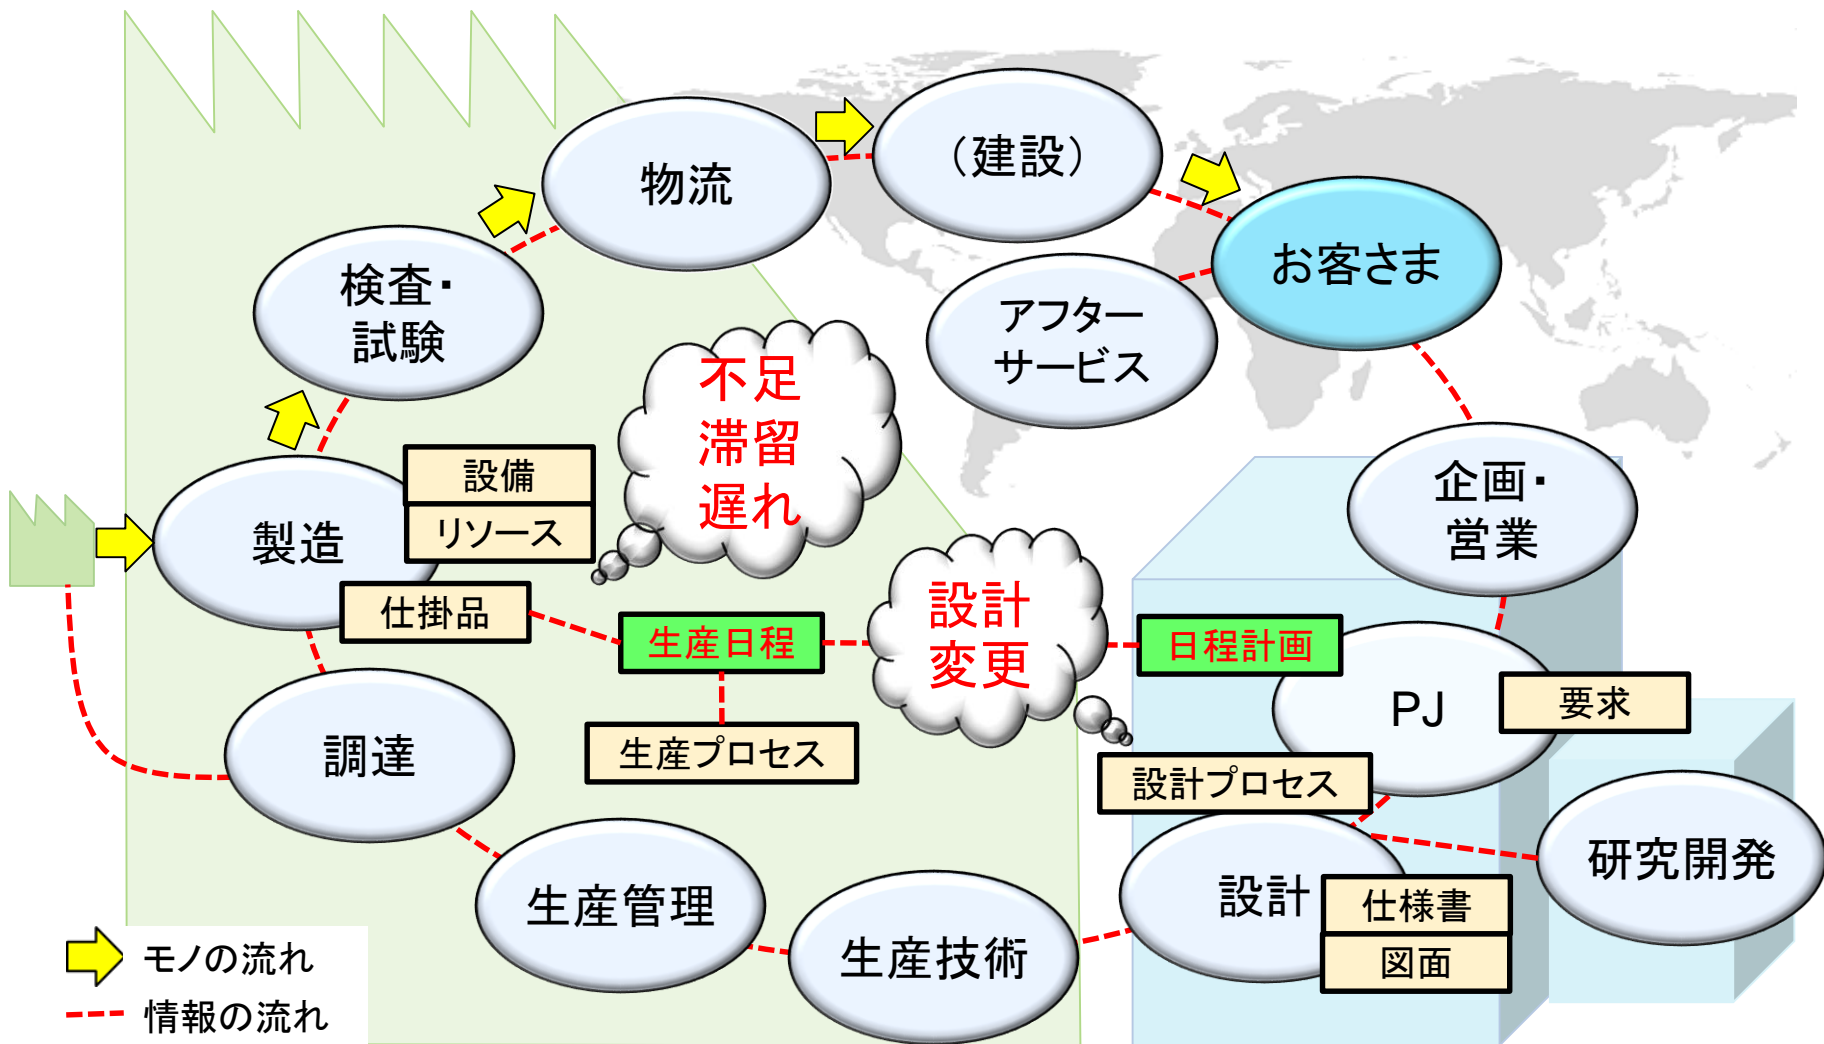 物流
（建設）
お客さま
検査・
試験
アフター
サービス
不足
滞留
遅れ
企画・
営業
設備
リソース
製造
仕掛品
生産日程
設計
変更
日程計画
PJ
要求
調達
生産プロセス
設計プロセス
研究開発
生産管理
設計
仕様書
図面
生産技術
モノの流れ
情報の流れ